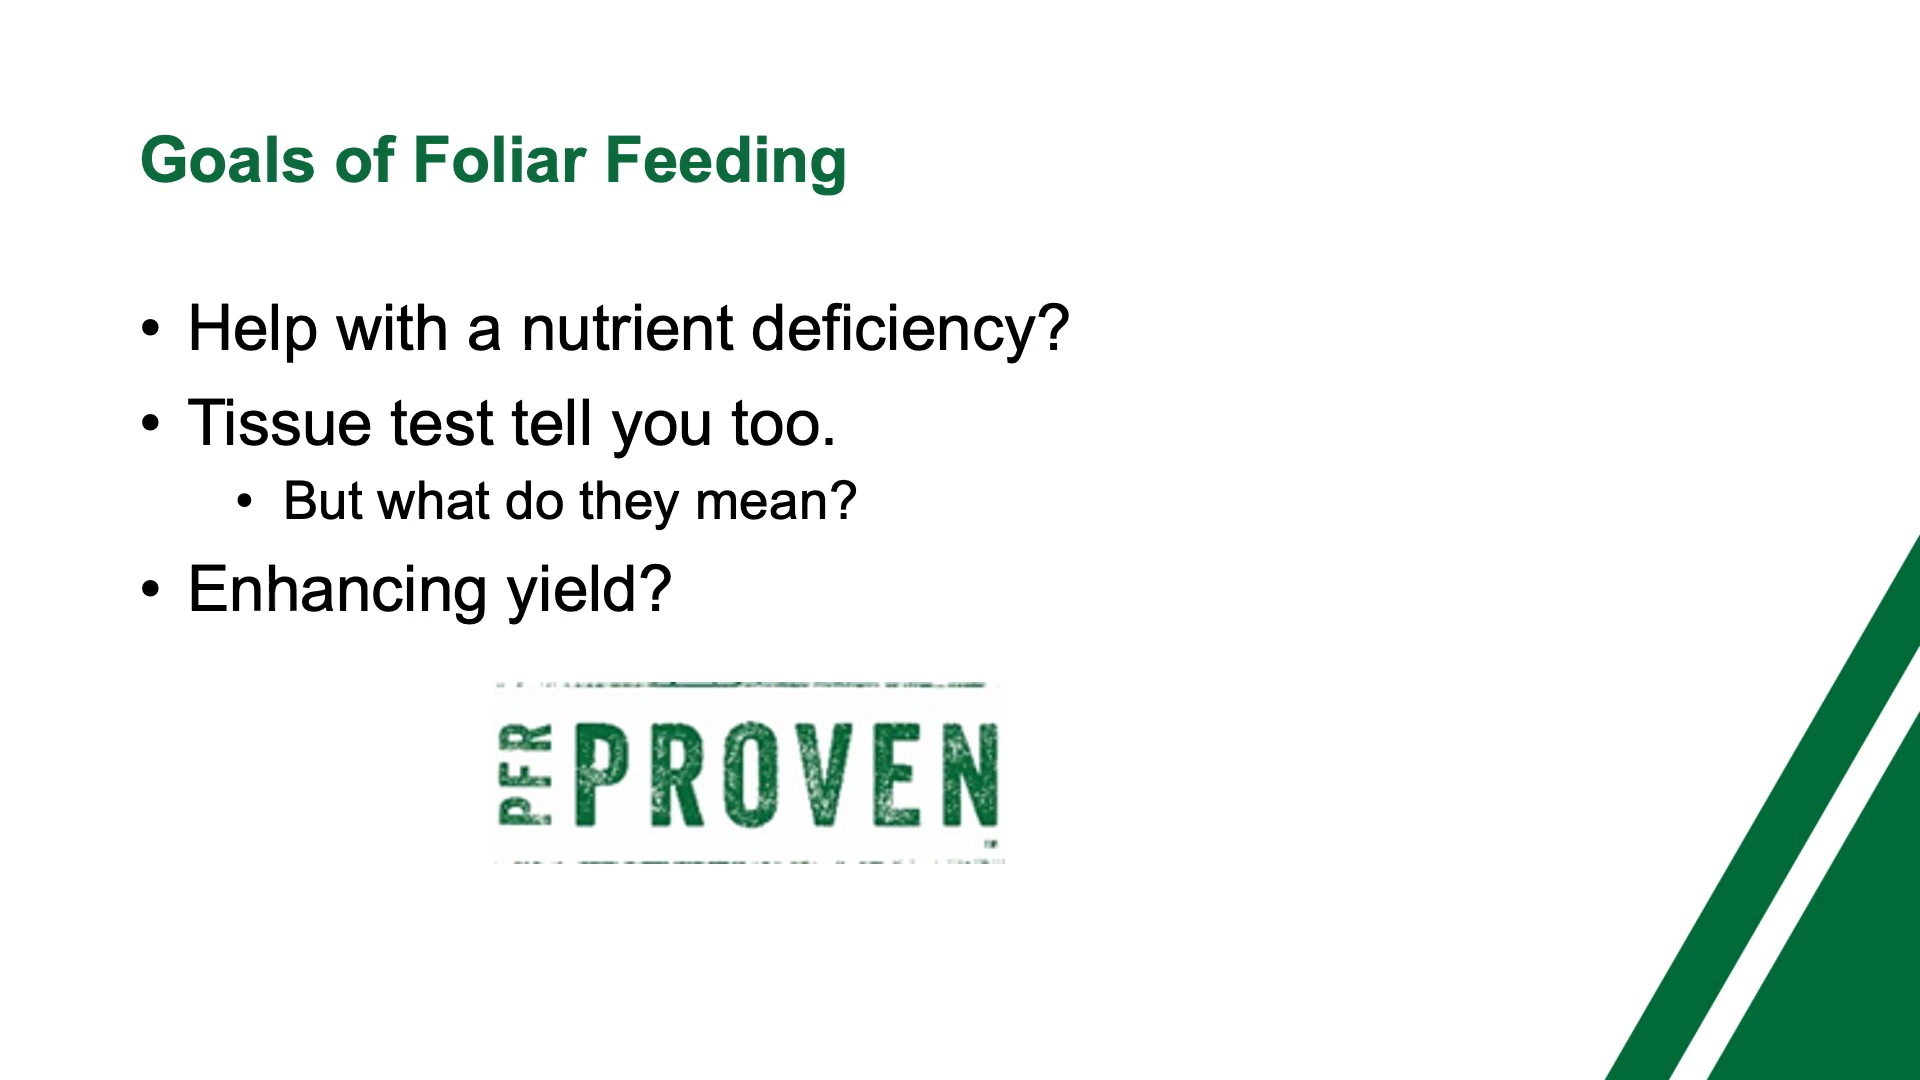 Goals of Foliar Feeding
• Help with a nutrient deficiency?
• Tissue test tell you too.
• But what do they mean?
• Enhancing yield?
PFR PROVEN